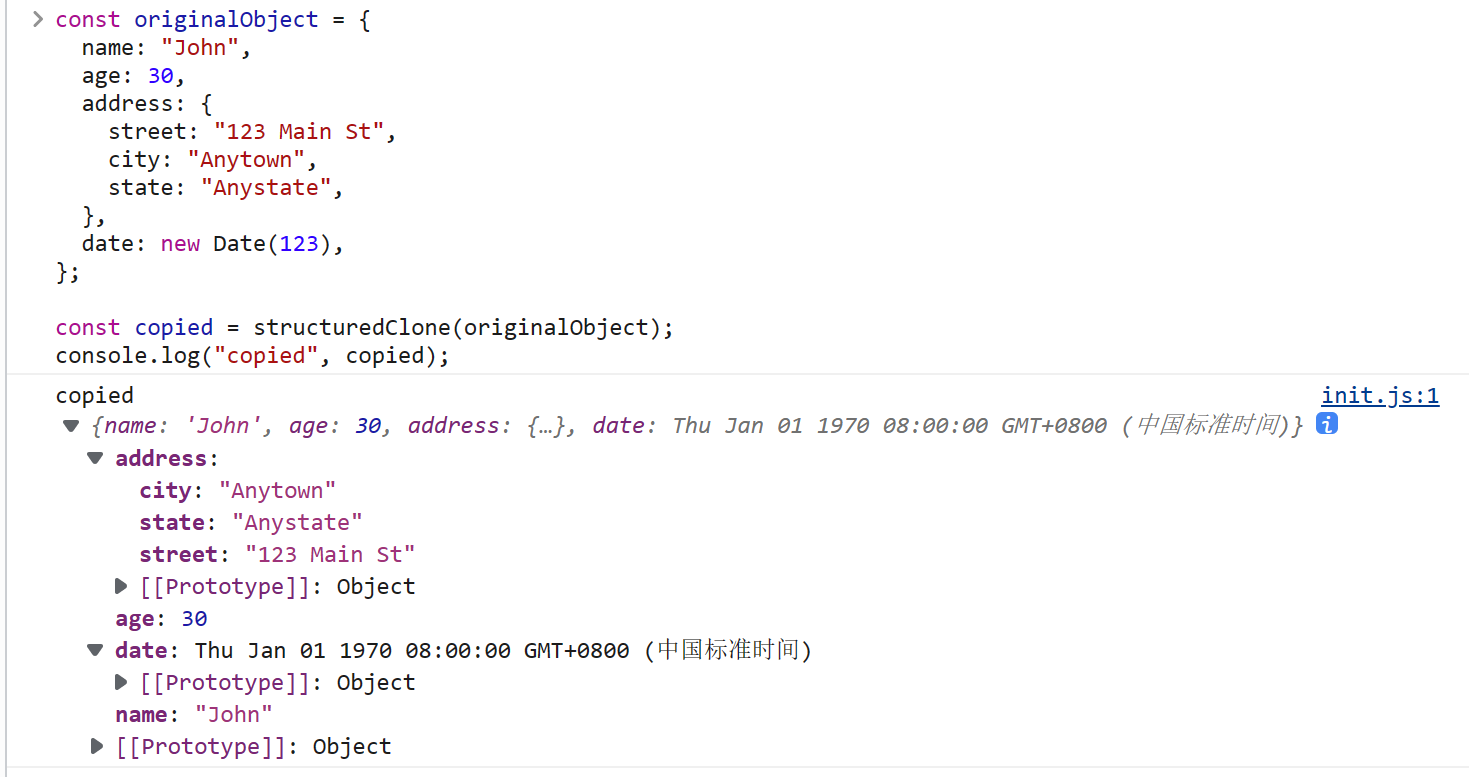 const originalObject = {
  name: "John",
  age: 30,
  address: {
    street: "123 Main St",
    city: "Anytown",
    state: "Anystate",
  },
  date: new Date(123),
};

const copied = structuredClone(originalObject);
console.log("copied", copied);
copied init.js:1
{name: 'John', age: 30, address: {…}, date: Thu Jan 01 1970 08:00:00 GMT+0800 (中国标准时间)} i
address:
city: "Anytown"
state: "Anystate"
street: "123 Main St"
[[Prototype]]: Object
age: 30
date: Thu Jan 01 1970 08:00:00 GMT+0800 (中国标准时间)
[[Prototype]]: Object
name: "John"
[[Prototype]]: Object